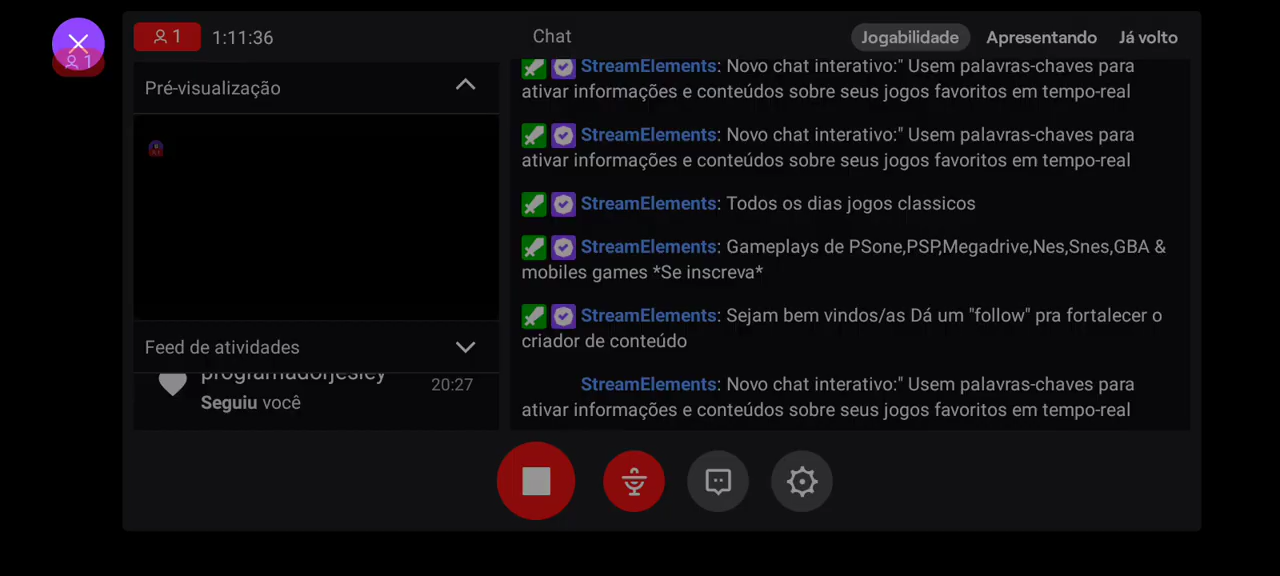 1
1
1:11:36
Chat
Jogabilidade
Apresentando
Já volto
Pré-visualização
Feed de atividades
programadorjesley
20:27
Seguiu você
StreamElements: Novo chat interativo:" Usem palavras-chaves para
ativar informações e conteúdos sobre seus jogos favoritos em tempo-real
StreamElements: Novo chat interativo:" Usem palavras-chaves para
ativar informações e conteúdos sobre seus jogos favoritos em tempo-real
StreamElements: Todos os dias jogos classicos
StreamElements: Gameplays de PSone,PSP,Megadrive,Nes,Snes,GBA &
mobiles games *Se inscreva*
StreamElements: Sejam bem vindos/as Dá um "follow" pra fortalecer o
criador de conteúdo
StreamElements: Novo chat interativo:" Usem palavras-chaves para
ativar informações e conteúdos sobre seus jogos favoritos em tempo-real